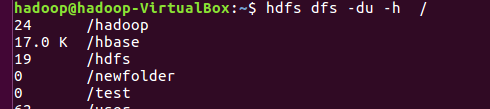 hadoop@hadoop-VirtualBox:~$ hdfs dfs -du -h  /
24      /hadoop
17.0 K  /hbase
19      /hdfs
0       /newfolder
0       /test